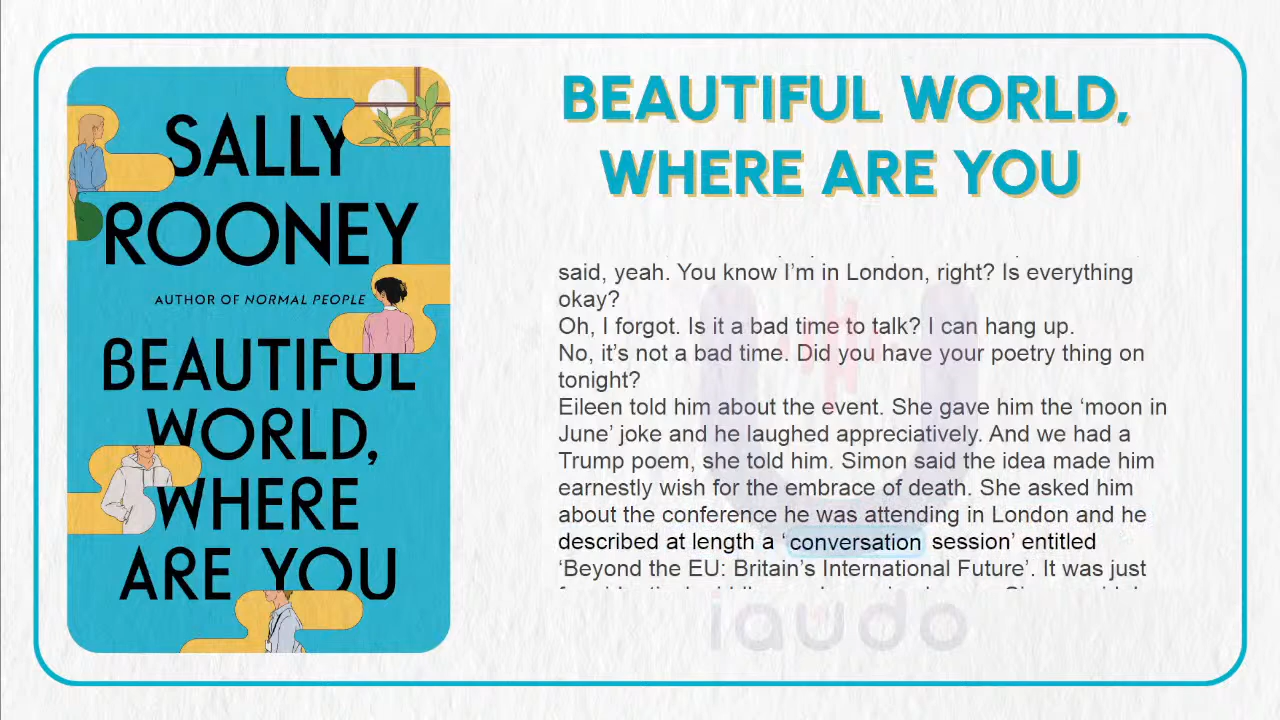 SALLY
ROONEY
AUTHOR OF NORMAL PEOPLE
BEAUTIFUL
WORLD,
WHERE
ARE YOU
BEAUTIFUL WORLD,
WHERE ARE YOU
said, yeah. You know I’m in London, right? Is everything
okay?
Oh, I forgot. Is it a bad time to talk? I can hang up.
No, it’s not a bad time. Did you have your poetry thing on
tonight?
Eileen told him about the event. She gave him the ‘moon in
June’ joke and he laughed appreciatively. And we had a
Trump poem, she told him. Simon said the idea made him
earnestly wish for the embrace of death. She asked him
about the conference he was attending in London and he
described at length a ‘conversation session’ entitled
‘Beyond the EU: Britain’s International Future’. It was just
iaudo